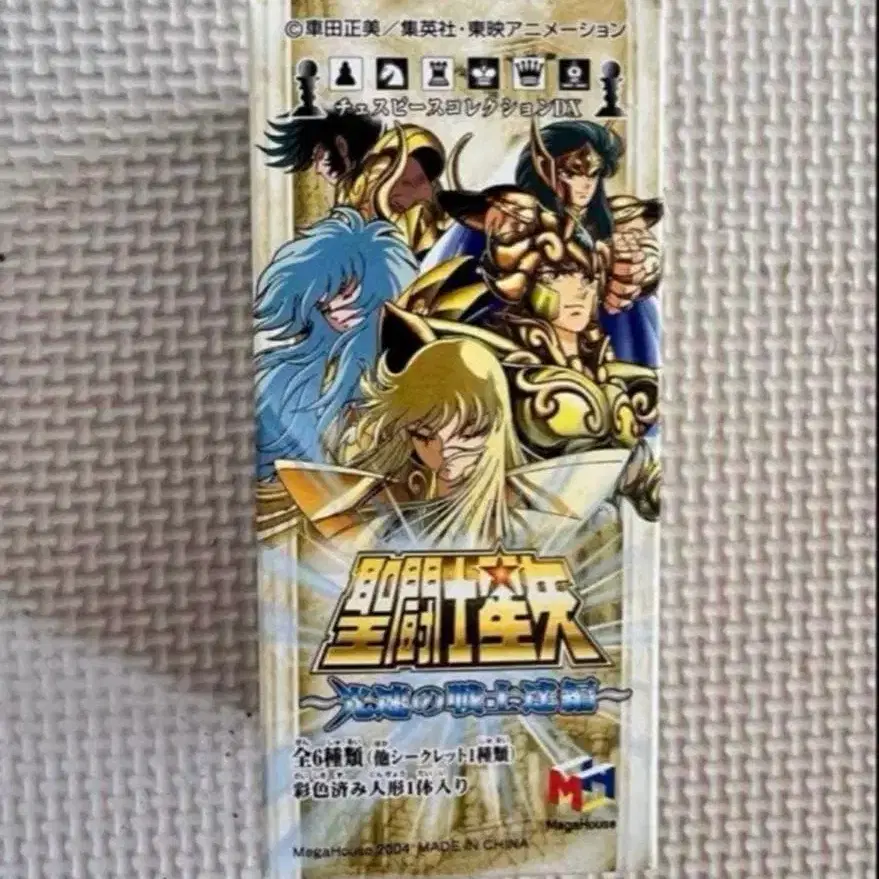 ©車田正美／集英社・東映アニメーション
チェスピースコレクションDX
聖闘士星矢
〜光速の戦士達編〜
全6種類(他シークレット1種類)
彩色済み人形1体入り
MegaHouse
MegaHouse 2004 MADE IN CHINA